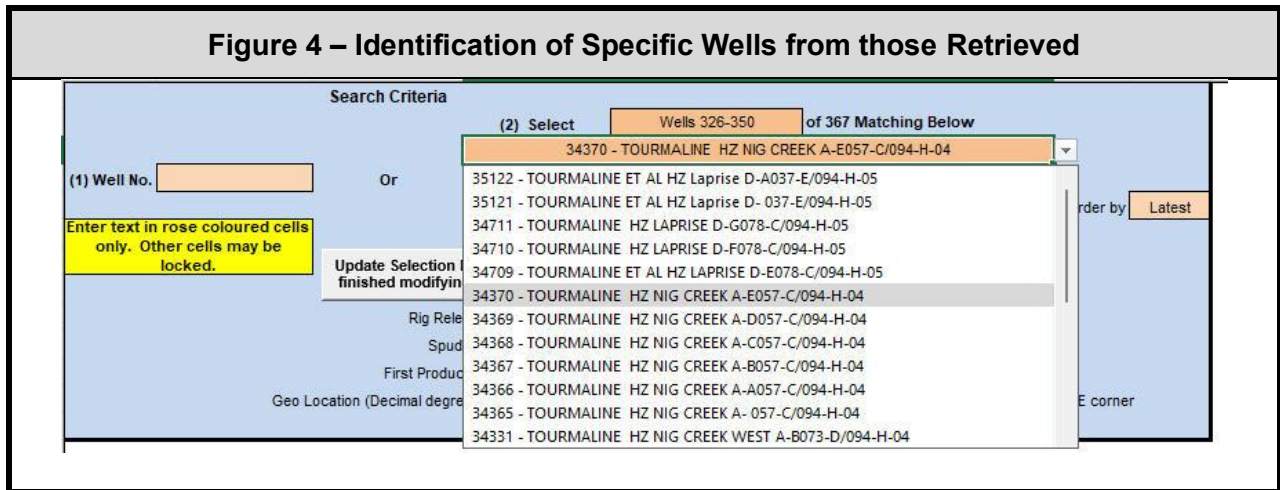 Figure 4 – Identification of Specific Wells from those Retrieved
Search Criteria
(2) Select Wells 326-350 of 367 Matching Below
34370 - TOURMALINE  HZ NIG CREEK A-E057-C/094-H-04
(1) Well No. Or
35122 - TOURMALINE ET AL HZ Laprise D-A037-E/094-H-05
35121 - TOURMALINE ET AL HZ Laprise D- 037-E/094-H-05
rder by Latest
Enter text in rose coloured cells
only. Other cells may be
locked.
34711 - TOURMALINE  HZ LAPRISE D-G078-C/094-H-05
34710 - TOURMALINE  HZ LAPRISE D-F078-C/094-H-05
34709 - TOURMALINE ET AL HZ LAPRISE D-E078-C/094-H-05
Update Selection
finished modifyin
34370 - TOURMALINE  HZ NIG CREEK A-E057-C/094-H-04
34369 - TOURMALINE  HZ NIG CREEK A-D057-C/094-H-04
34368 - TOURMALINE  HZ NIG CREEK A-C057-C/094-H-04
34367 - TOURMALINE  HZ NIG CREEK A-B057-C/094-H-04
34366 - TOURMALINE  HZ NIG CREEK A-A057-C/094-H-04
34365 - TOURMALINE  HZ NIG CREEK A- 057-C/094-H-04
34331 - TOURMALINE  HZ NIG CREEK WEST A-B073-D/094-H-04
Rig Rele
Spud
First Produc
Geo Location (Decimal degre
E corner